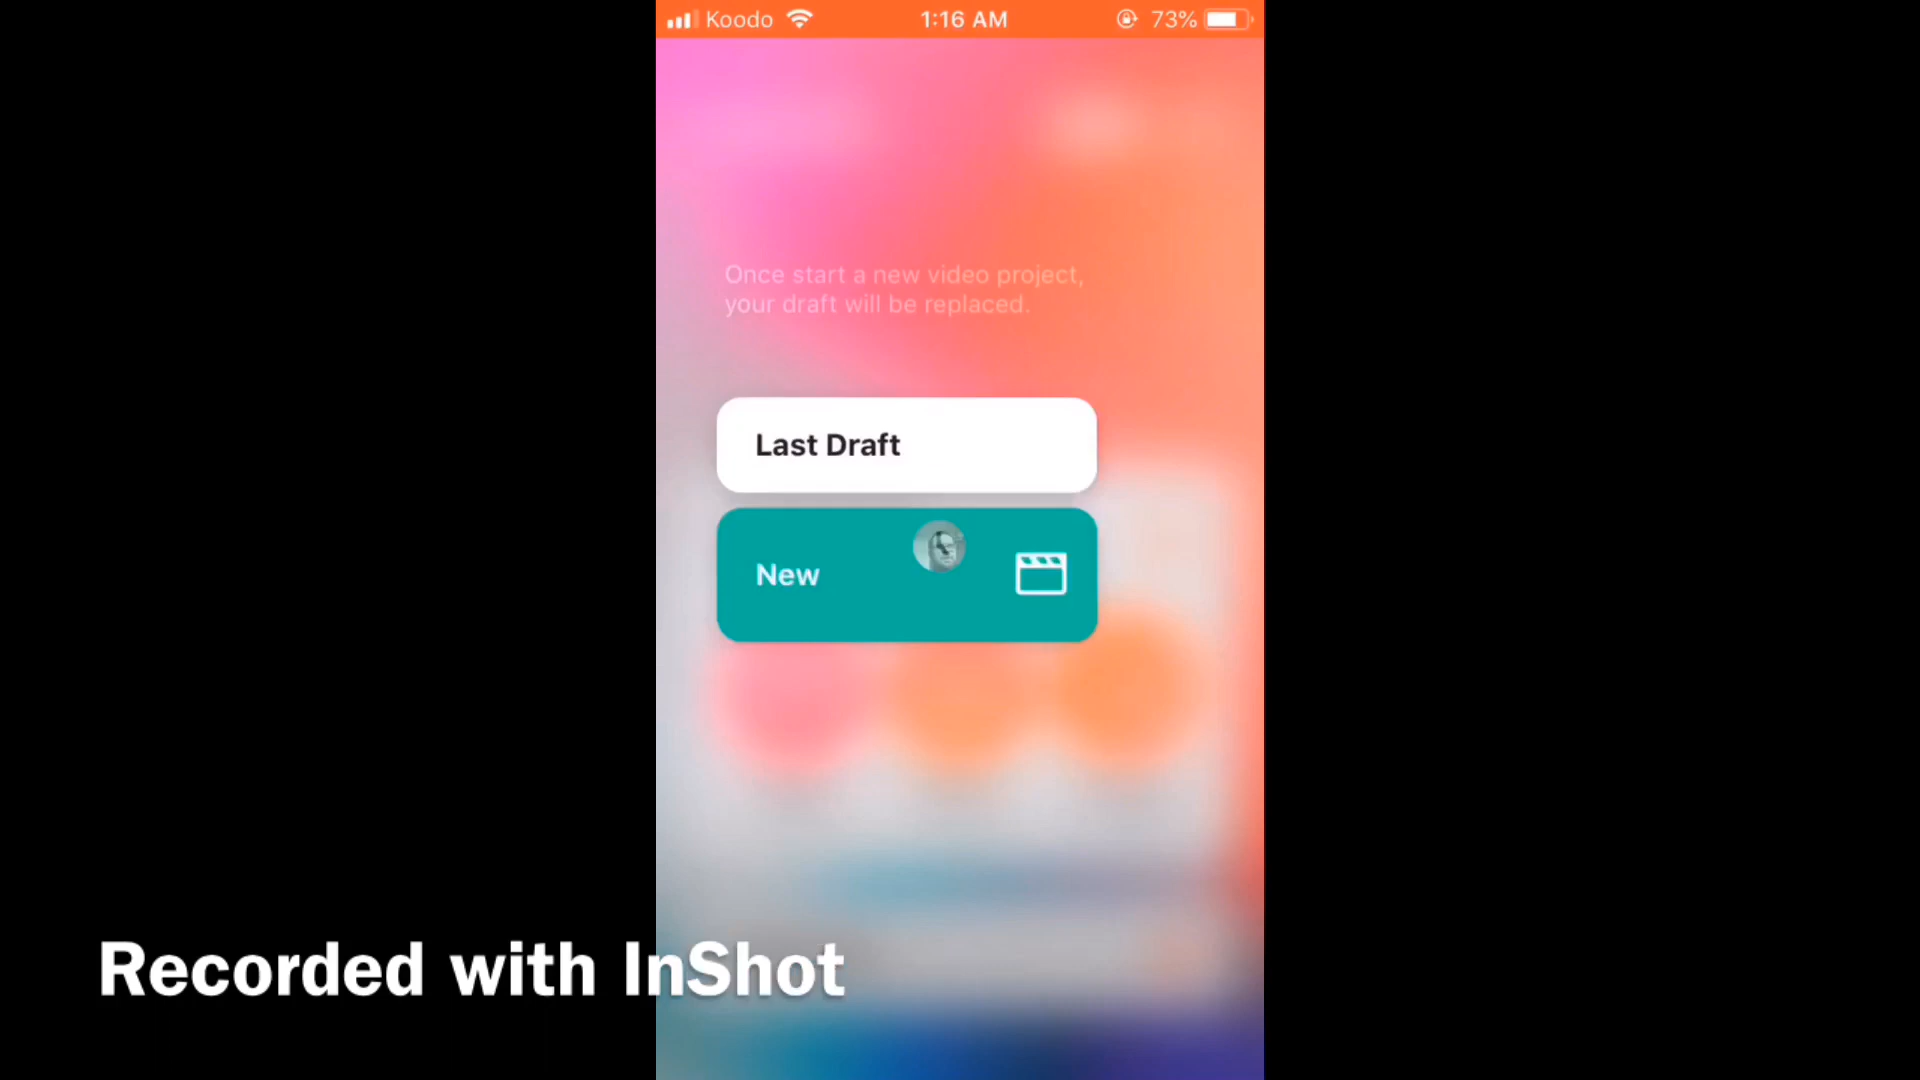 Koodo 1:16 AM 73%
Once start a new video project,
your draft will be replaced.
Last Draft
New
Recorded with InShot